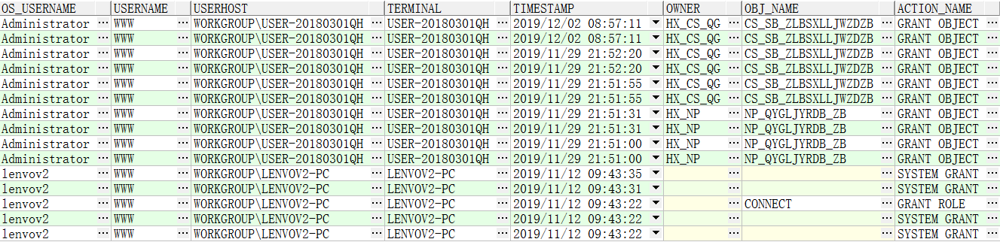 OS_USERNAME USERNAME USERHOST TERMINAL TIMESTAMP OWNER OBJ_NAME ACTION_NAME
Administrator ... WWW ... WORKGROUP\USER-20180301QH ... USER-20180301QH ... 2019/12/02 08:57:11 HX_CS_QG ... CS_SB_ZLBSXLLJWZDZB ... GRANT OBJECT ...
Administrator ... WWW ... WORKGROUP\USER-20180301QH ... USER-20180301QH ... 2019/12/02 08:57:11 HX_CS_QG ... CS_SB_ZLBSXLLJWZDZB ... GRANT OBJECT ...
Administrator ... WWW ... WORKGROUP\USER-20180301QH ... USER-20180301QH ... 2019/11/29 21:52:20 HX_CS_QG ... CS_SB_ZLBSXLLJWZDZB ... GRANT OBJECT ...
Administrator ... WWW ... WORKGROUP\USER-20180301QH ... USER-20180301QH ... 2019/11/29 21:52:20 HX_CS_QG ... CS_SB_ZLBSXLLJWZDZB ... GRANT OBJECT ...
Administrator ... WWW ... WORKGROUP\USER-20180301QH ... USER-20180301QH ... 2019/11/29 21:51:55 HX_CS_QG ... CS_SB_ZLBSXLLJWZDZB ... GRANT OBJECT ...
Administrator ... WWW ... WORKGROUP\USER-20180301QH ... USER-20180301QH ... 2019/11/29 21:51:55 HX_CS_QG ... CS_SB_ZLBSXLLJWZDZB ... GRANT OBJECT ...
Administrator ... WWW ... WORKGROUP\USER-20180301QH ... USER-20180301QH ... 2019/11/29 21:51:31 HX_NP ... NP_QYGLJYRDB_ZB ... GRANT OBJECT ...
Administrator ... WWW ... WORKGROUP\USER-20180301QH ... USER-20180301QH ... 2019/11/29 21:51:31 HX_NP ... NP_QYGLJYRDB_ZB ... GRANT OBJECT ...
Administrator ... WWW ... WORKGROUP\USER-20180301QH ... USER-20180301QH ... 2019/11/29 21:51:00 HX_NP ... NP_QYGLJYRDB_ZB ... GRANT OBJECT ...
Administrator ... WWW ... WORKGROUP\USER-20180301QH ... USER-20180301QH ... 2019/11/29 21:51:00 HX_NP ... NP_QYGLJYRDB_ZB ... GRANT OBJECT ...
lenvov2 ... WWW ... WORKGROUP\LENVOV2-PC ... LENVOV2-PC ... 2019/11/12 09:43:35 ... ... SYSTEM GRANT ...
lenvov2 ... WWW ... WORKGROUP\LENVOV2-PC ... LENVOV2-PC ... 2019/11/12 09:43:31 ... ... SYSTEM GRANT ...
lenvov2 ... WWW ... WORKGROUP\LENVOV2-PC ... LENVOV2-PC ... 2019/11/12 09:43:22 ... CONNECT ... GRANT ROLE ...
lenvov2 ... WWW ... WORKGROUP\LENVOV2-PC ... LENVOV2-PC ... 2019/11/12 09:43:22 ... ... SYSTEM GRANT ...
lenvov2 ... WWW ... WORKGROUP\LENVOV2-PC ... LENVOV2-PC ... 2019/11/12 09:43:22 ... ... SYSTEM GRANT ...